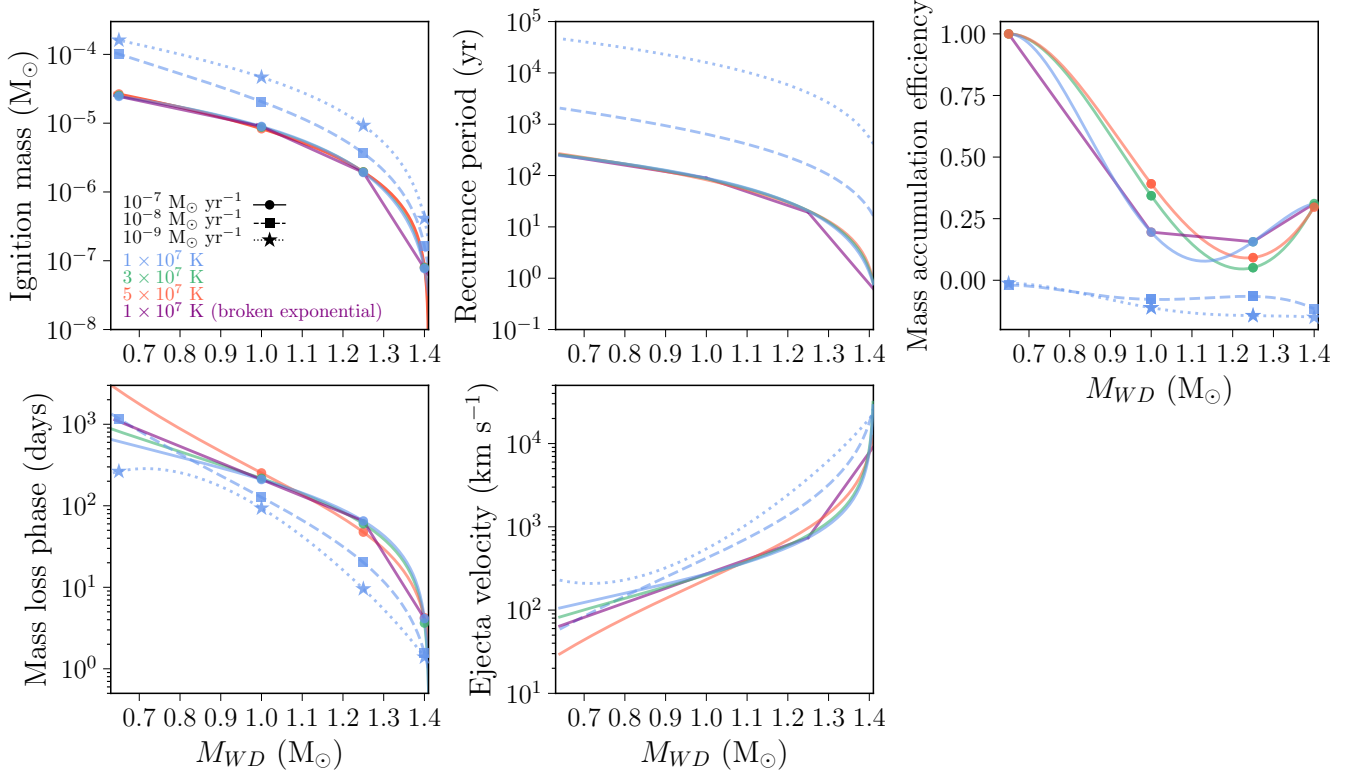 Ignition mass (M⊙)
10⁻⁴
10⁻⁵
10⁻⁶
10⁻⁷
10⁻⁸
10⁻⁷ M⊙ yr⁻¹
10⁻⁸ M⊙ yr⁻¹
10⁻⁹ M⊙ yr⁻¹
1 × 10⁷ K
3 × 10⁷ K
5 × 10⁷ K
1 × 10⁷ K (broken exponential)
0.7 0.8 0.9 1.0 1.1 1.2 1.3 1.4
Recurrence period (yr)
10⁵
10⁴
10³
10²
10¹
10⁰
10⁻¹
0.7 0.8 0.9 1.0 1.1 1.2 1.3 1.4
Mass accumulation efficiency
1.00
0.75
0.50
0.25
0.00
0.7 0.8 0.9 1.0 1.1 1.2 1.3 1.4
M_WD (M⊙)
Mass loss phase (days)
10³
10²
10¹
10⁰
0.7 0.8 0.9 1.0 1.1 1.2 1.3 1.4
M_WD (M⊙)
Ejecta velocity (km s⁻¹)
10⁴
10³
10²
10¹
0.7 0.8 0.9 1.0 1.1 1.2 1.3 1.4
M_WD (M⊙)